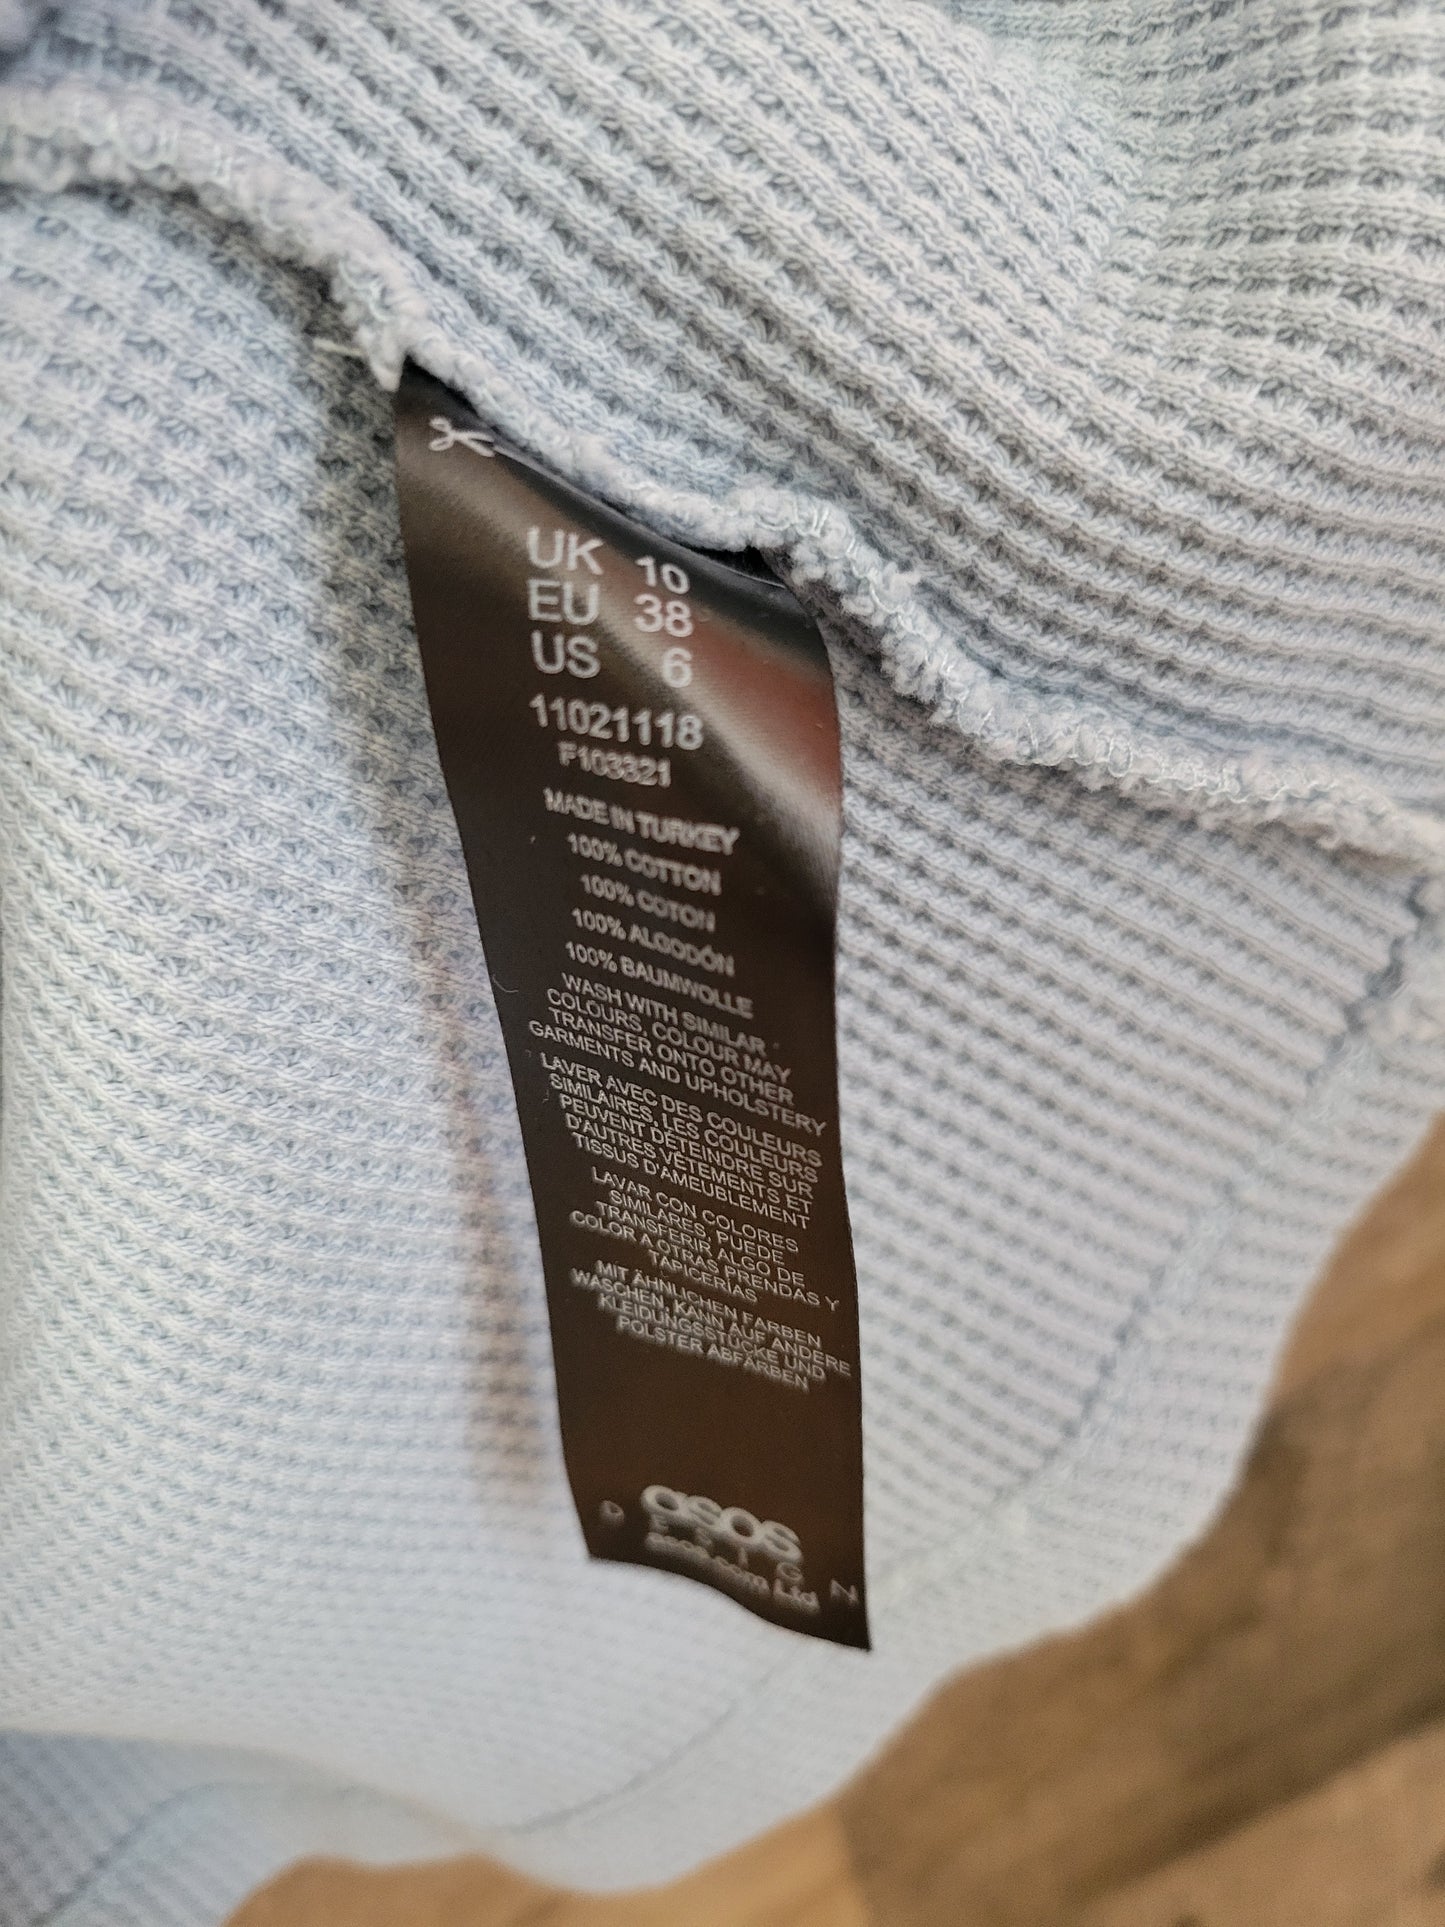 UK 10
EU 38
US 6
11021118
F103321
MADE IN TURKEY
100% COTTON
100% COTON
100% ALGODÓN
100% BAUMWOLLE
WASH WITH SIMILAR
COLOURS, COLOUR MAY
TRANSFER ONTO OTHER
GARMENTS AND UPHOLSTERY
LAVER AVEC DES COULEURS
SIMILAIRES, LES COULEURS
PEUVENT DÉTEINDRE SUR
D'AUTRES VÊTEMENTS ET
TISSUS D'AMEUBLEMENT
LAVAR CON COLORES
SIMILARES, PUEDE
TRANSFERIR ALGO DE
COLOR A OTRAS PRENDAS Y
TAPICERÍAS
MIT ÄHNLICHEN FARBEN
WASCHEN, KANN AUF ANDERE
KLEIDUNGSSTÜCKE UND
POLSTER ABFÄRBEN
asos
DESIGN
asos.com Ltd